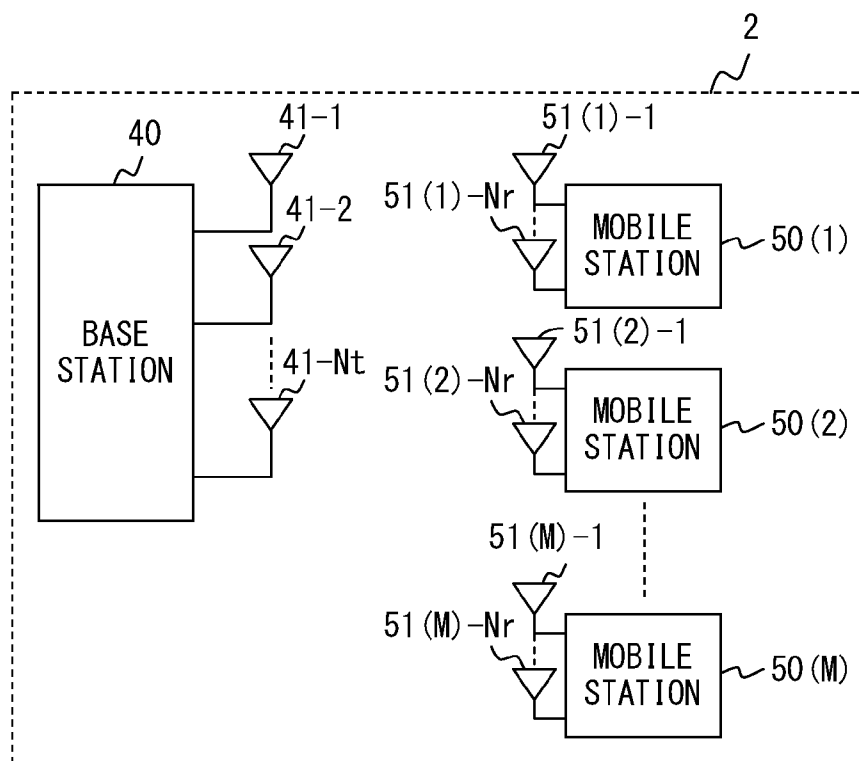 2
40
41-1
41-2
41-Nt
BASE
STATION
51(1)-1
51(1)-Nr
MOBILE
STATION
50(1)
51(2)-1
51(2)-Nr
MOBILE
STATION
50(2)
51(M)-1
51(M)-Nr
MOBILE
STATION
50(M)